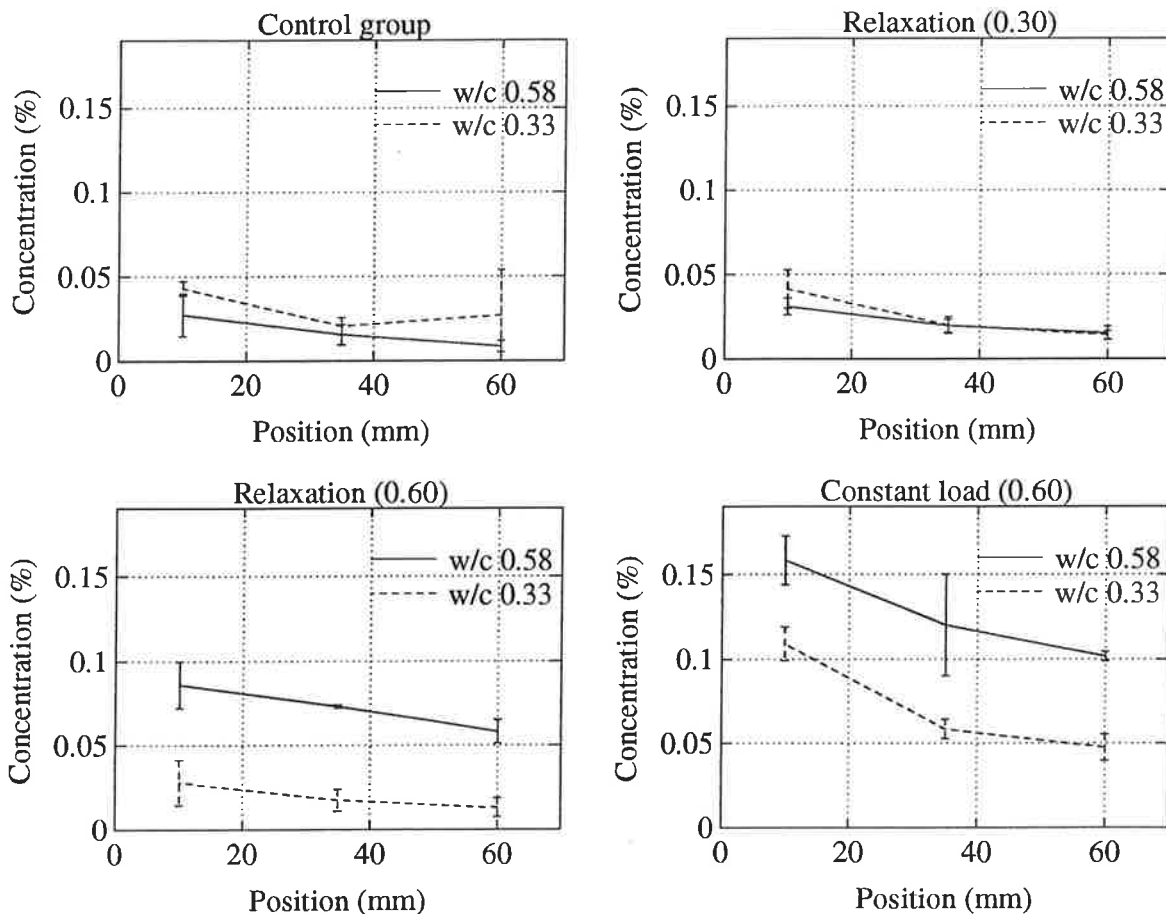 Control group
Concentration (%)
0.15
0.1
0.05
0
w/c 0.58
w/c 0.33
0
20
40
60
Position (mm)
Relaxation (0.30)
Concentration (%)
0.15
0.1
0.05
0
w/c 0.58
w/c 0.33
0
20
40
60
Position (mm)
Relaxation (0.60)
Concentration (%)
0.15
0.1
0.05
0
w/c 0.58
w/c 0.33
0
20
40
60
Position (mm)
Constant load (0.60)
Concentration (%)
0.15
0.1
0.05
0
w/c 0.58
w/c 0.33
0
20
40
60
Position (mm)